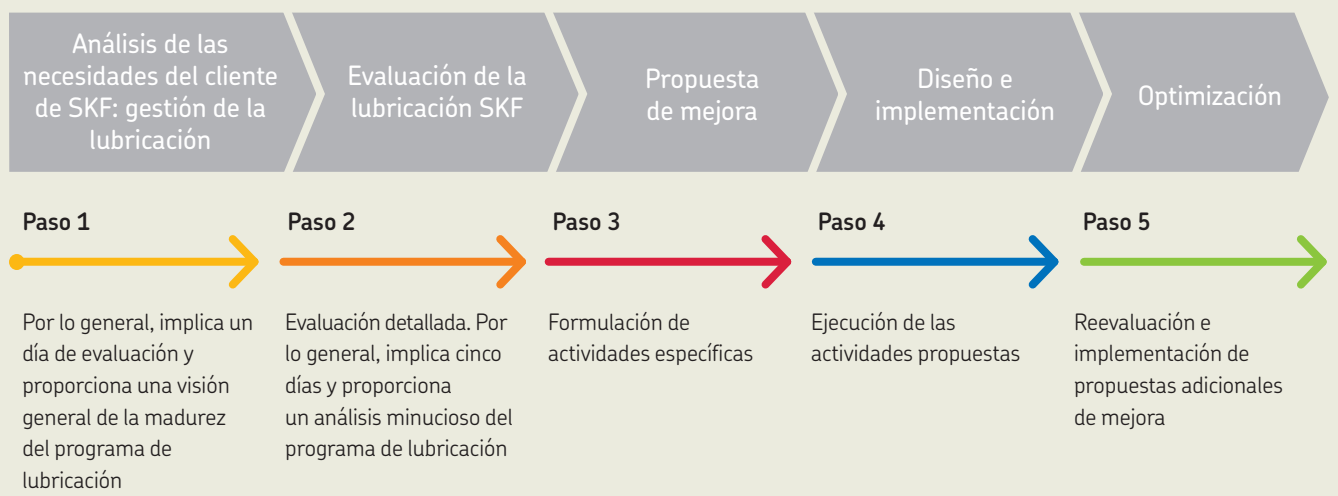 Análisis de las
necesidades del cliente
de SKF: gestión de la
lubricación
Evaluación de la
lubricación SKF
Propuesta
de mejora
Diseño e
implementación
Optimización
Paso 1
Por lo general, implica un
día de evaluación y
proporciona una visión
general de la madurez
del programa de
lubricación
Paso 2
Evaluación detallada. Por
lo general, implica cinco
días y proporciona
un análisis minucioso del
programa de lubricación
Paso 3
Formulación de
actividades específicas
Paso 4
Ejecución de las
actividades propuestas
Paso 5
Reevaluación e
implementación de
propuestas adicionales
de mejora